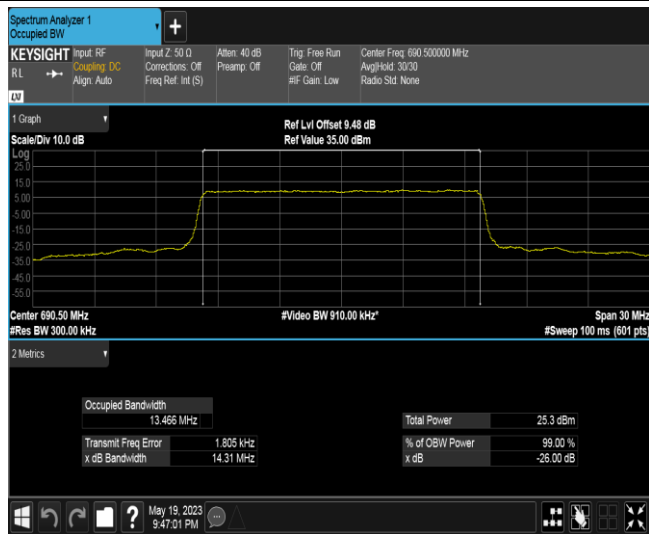 Spectrum Analyzer 1
Occupied BW
+
KEYSIGHT
RL
LXI
Input: RF
Coupling: DC
Align: Auto
Input Z: 50 Ω
Corrections: Off
Freq Ref: Int (S)
Atten: 40 dB
Preamp: Off
Trig: Free Run
Gate: Off
#IF Gain: Low
Center Freq: 690.500000 MHz
Avg|Hold: 30/30
Radio Std: None
1 Graph
Scale/Div 10.0 dB
Ref Lvl Offset 9.48 dB
Ref Value 35.00 dBm
Log
25.0
15.0
5.00
-5.00
-15.0
-25.0
-35.0
-45.0
-55.0
Center 690.50 MHz
#Res BW 300.00 kHz
#Video BW 910.00 kHz*
Span 30 MHz
#Sweep 100 ms (601 pts)
2 Metrics
Occupied Bandwidth
13.466 MHz
Transmit Freq Error 1.805 kHz
x dB Bandwidth 14.31 MHz
Total Power 25.3 dBm
% of OBW Power 99.00 %
x dB -26.00 dB
?
May 19, 2023
9:47:01 PM